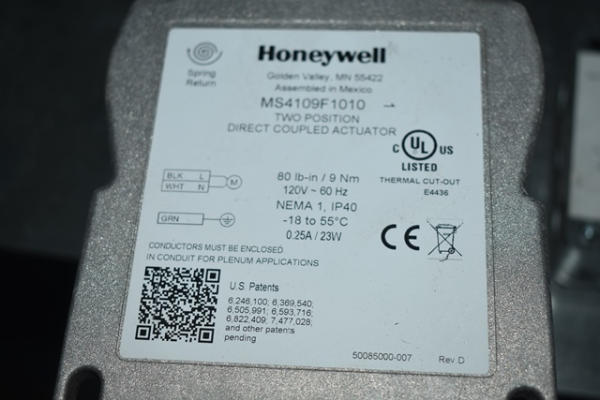 Honeywell
Spring
Return
Golden Valley, MN 55422
Assembled in Mexico
MS4109F1010
TWO POSITION
DIRECT COUPLED ACTUATOR
C UL US
LISTED
THERMAL CUT-OUT
E4436
BLK L
WHT N
M
80 lb-in / 9 Nm
120V ~ 60 Hz
NEMA 1, IP40
-18 to 55°C
0.25A / 23W
GRN
CE
CONDUCTORS MUST BE ENCLOSED
IN CONDUIT FOR PLENUM APPLICATIONS
U.S. Patents
6,246,100; 6,369,540;
6,505,991; 6,593,716;
6,822,409; 7,477,028;
and other patents
pending
50085000-007 Rev.D